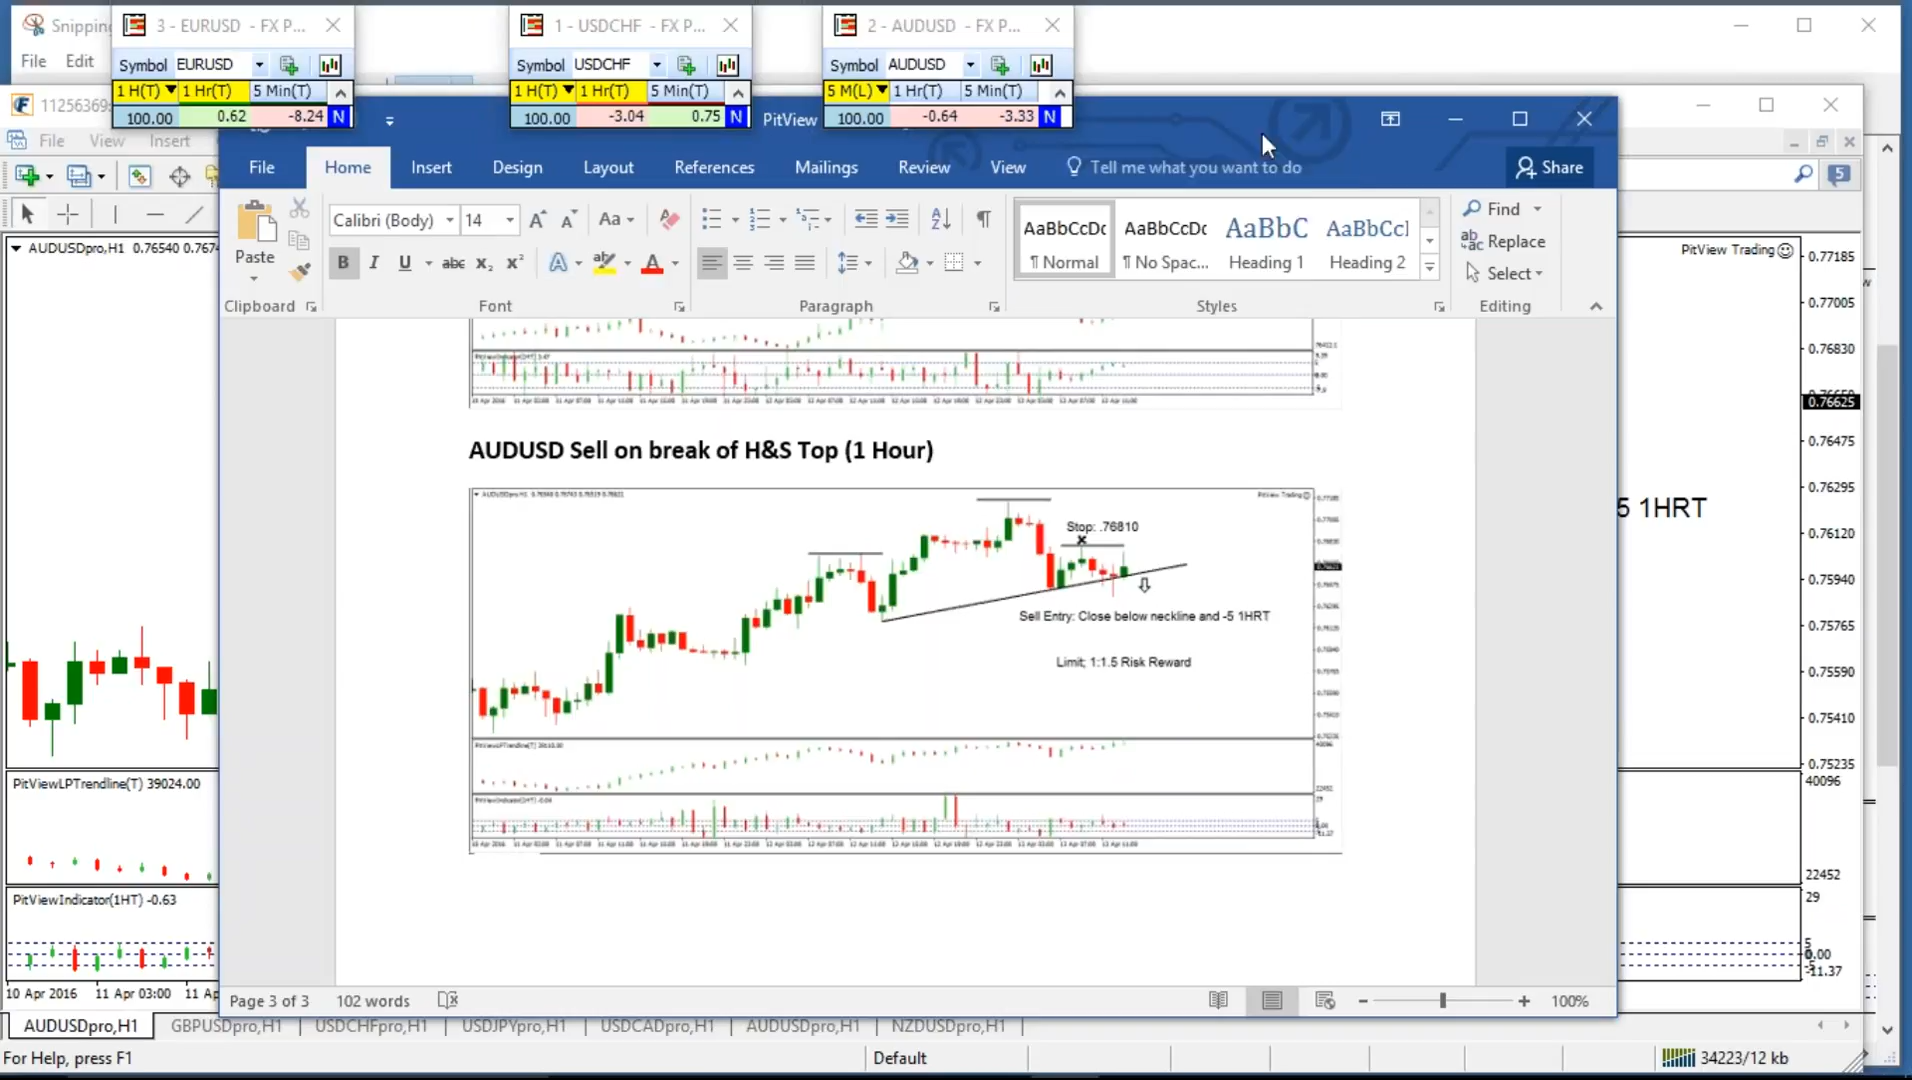 Snipping
3 - EURUSD - FX P...
1 - USDCHF - FX P...
2 - AUDUSD - FX P...
File Edit
Symbol EURUSD
Symbol USDCHF
Symbol AUDUSD
1 H(T) 1 Hr(T) 5 Min(T)
1 H(T) 1 Hr(T) 5 Min(T)
5 M(L) 1 Hr(T) 5 Min(T)
100.00 0.62 -8.24 N
100.00 -3.04 0.75 N
100.00 -0.64 -3.33 N
11256369:
PitView
File View Insert
File Home Insert Design Layout References Mailings Review View Tell me what you want to do Share
5
Paste
Calibri (Body) 14
Aa
AaBbCcDc
¶ Normal
AaBbCcDc
¶ No Spac...
AaBbC
Heading 1
AaBbCcl
Heading 2
Find
Replace
Select
Clipboard Font Paragraph Styles Editing
AUDUSDpro,H1 0.76540 0.7674
PitView Trading
0.77185
0.77005
0.76830
0.76625
0.76475
0.76295
0.76120
0.75940
0.75765
0.75590
0.75410
0.75235
5 1HRT
AUDUSD Sell on break of H&S Top (1 Hour)
PitView Trading
Stop: .76810
Sell Entry: Close below neckline and -5 1HRT
Limit; 1:1.5 Risk Reward
PitViewLPTrendline(T) 39024.00
40096
22452
PitViewIndicator(1HT) -0.63
29
5
0.00
-11.37
10 Apr 2016 11 Apr 03:00 11 Ap
Page 3 of 3 102 words 100%
AUDUSDpro,H1 GBPUSDpro,H1 USDCHFpro,H1 USDJPYpro,H1 USDCADpro,H1 AUDUSDpro,H1 NZDUSDpro,H1
For Help, press F1 Default 34223/12 kb